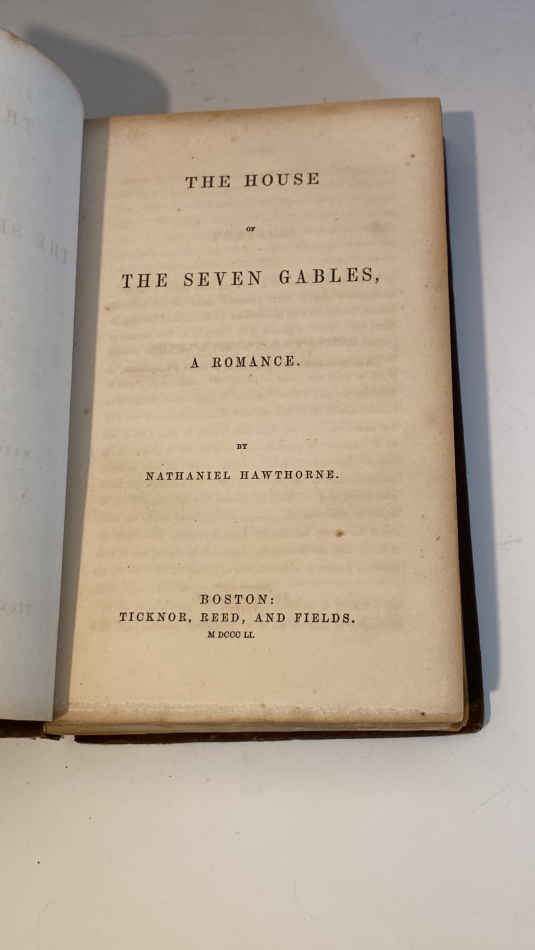 THE HOUSE
OF
THE SEVEN GABLES,
A ROMANCE.
BY
NATHANIEL HAWTHORNE.
BOSTON:
TICKNOR, REED, AND FIELDS.
M DCCC LI.